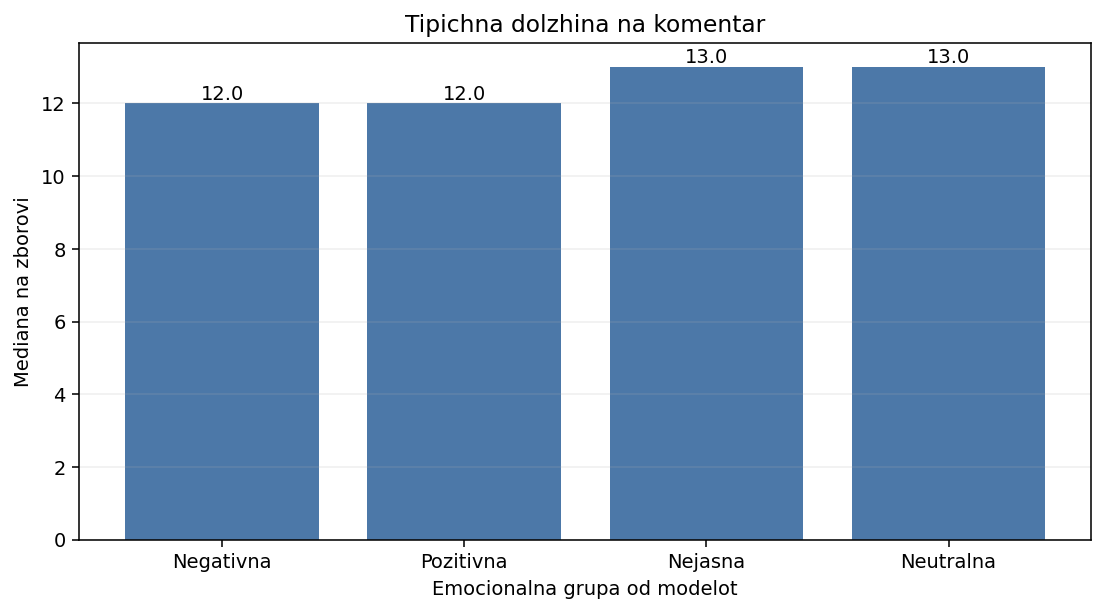 Tipichna dolzhina na komentar
12.0
12.0
13.0
13.0
Mediana na zborovi
12
10
8
6
4
2
0
Negativna
Pozitivna
Nejasna
Neutralna
Emocionalna grupa od modelot